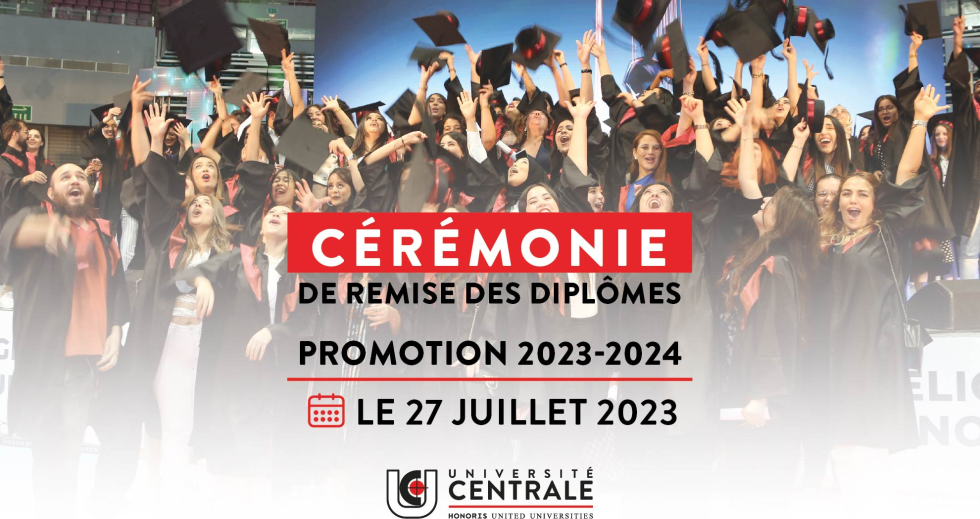 CÉRÉMONIE
DE REMISE DES DIPLÔMES
PROMOTION 2023-2024
LE 27 JUILLET 2023
UNIVERSITÉ
CENTRALE
HONORIS UNITED UNIVERSITIES